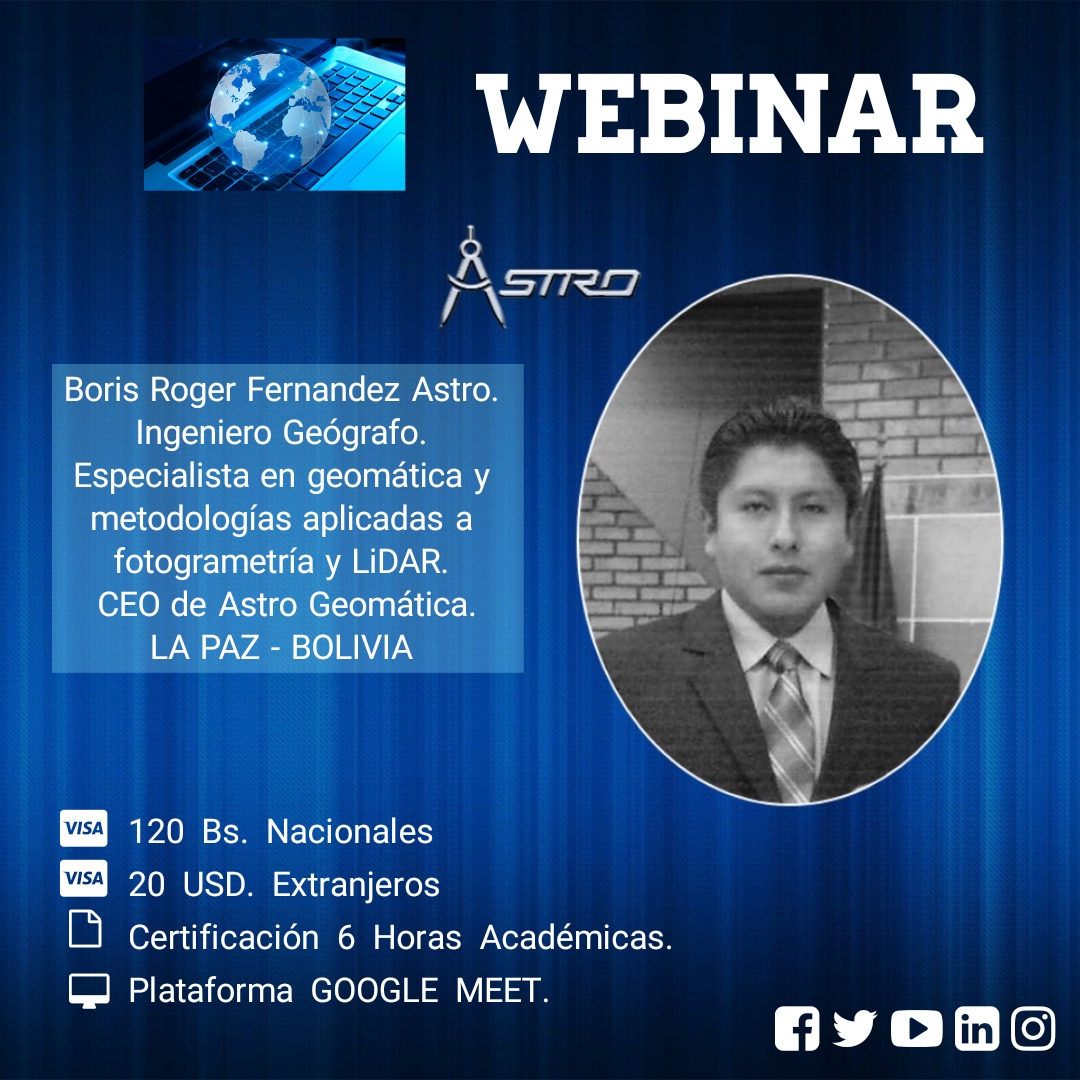 WEBINAR
ASTRO
Boris Roger Fernandez Astro.
Ingeniero Geógrafo.
Especialista en geomática y
metodologías aplicadas a
fotogrametría y LiDAR.
CEO de Astro Geomática.
LA PAZ - BOLIVIA
VISA 120 Bs. Nacionales
VISA 20 USD. Extranjeros
Certificación 6 Horas Académicas.
Plataforma GOOGLE MEET.
in